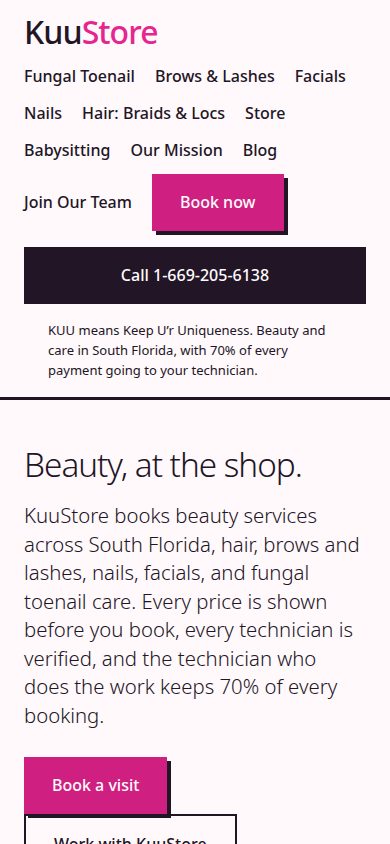 KuuStore
Fungal Toenail Brows & Lashes Facials
Nails Hair: Braids & Locs Store
Babysitting Our Mission Blog
Join Our Team Book now
Call 1-669-205-6138
KUU means Keep U’r Uniqueness. Beauty and
care in South Florida, with 70% of every
payment going to your technician.
Beauty, at the shop.
KuuStore books beauty services
across South Florida, hair, brows and
lashes, nails, facials, and fungal
toenail care. Every price is shown
before you book, every technician is
verified, and the technician who
does the work keeps 70% of every
booking.
Book a visit
Work with KuuStore